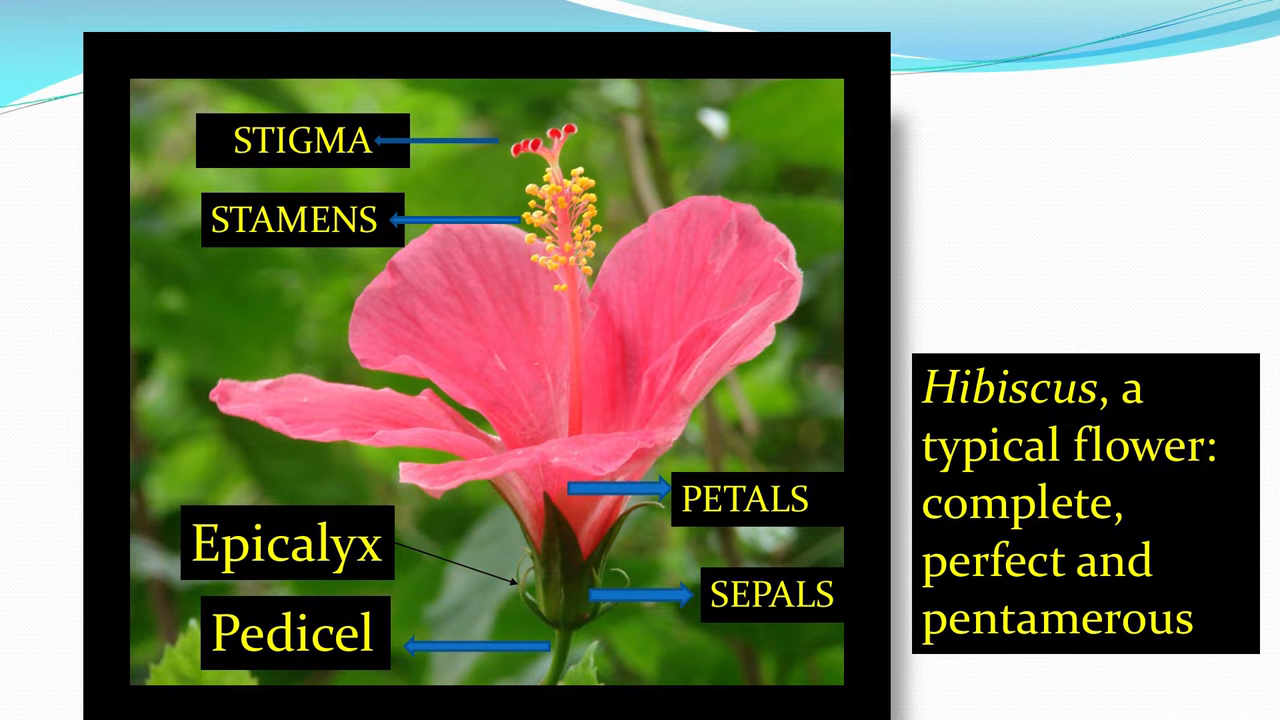 STIGMA
STAMENS
PETALS
Epicalyx
SEPALS
Pedicel
Hibiscus, a
typical flower:
complete,
perfect and
pentamerous